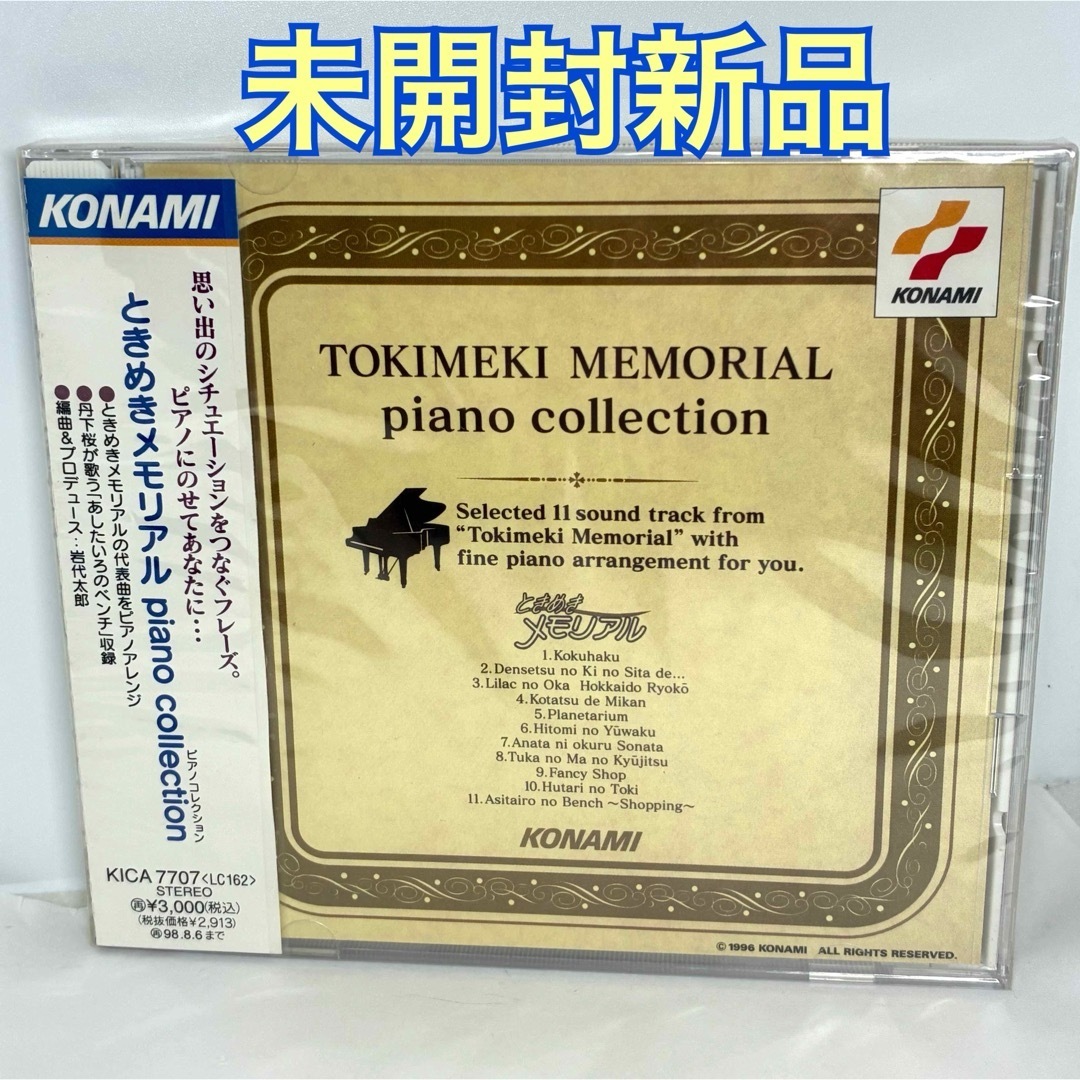 未開封新品
KONAMI
思い出のシチュエーションをつなぐフレーズ。
ピアノにのせてあなたに…
ときめきメモリアル piano collection
ピアノコレクション
●ときめきメモリアルの代表曲をピアノアレンジ
●丹下桜が歌う「あしたいろのベンチ」収録
●編曲&プロデュース:岩代太郎
KICA 7707<LC162>
STEREO
再¥3,000(税込)
(税抜価格¥2,913)
再98.8.6まで
KONAMI
TOKIMEKI MEMORIAL
piano collection
Selected 11 sound track from
“Tokimeki Memorial” with
fine piano arrangement for you.
ときめき
メモリアル
1.Kokuhaku
2.Densetsu no Ki no Sita de...
3.Lilac no Oka Hokkaido Ryokō
4.Kotatsu de Mikan
5.Planetarium
6.Hitomi no Yūwaku
7.Anata ni okuru Sonata
8.Tuka no Ma no Kyūjitsu
9.Fancy Shop
10.Hutari no Toki
11.Asitairo no Bench ～Shopping～
KONAMI
© 1996 KONAMI ALL RIGHTS RESERVED.